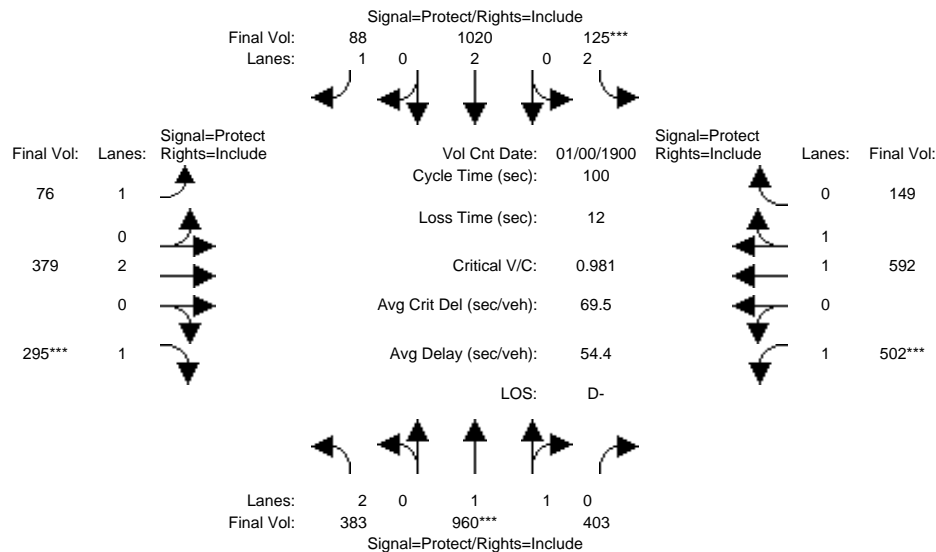 Signal=Protect/Rights=Include
Final Vol: 88 1020 125***
Lanes: 1 0 2 0 2
Signal=Protect
Rights=Include
Final Vol: Lanes:
Vol Cnt Date: 01/00/1900
Signal=Protect
Rights=Include
Lanes: Final Vol:
Cycle Time (sec): 100
76 1
0 149
Loss Time (sec): 12
0
1
379 2
Critical V/C: 0.981
1 592
0
Avg Crit Del (sec/veh): 69.5
0
295*** 1
Avg Delay (sec/veh): 54.4
1 502***
LOS: D-
Lanes: 2 0 1 1 0
Final Vol: 383 960*** 403
Signal=Protect/Rights=Include